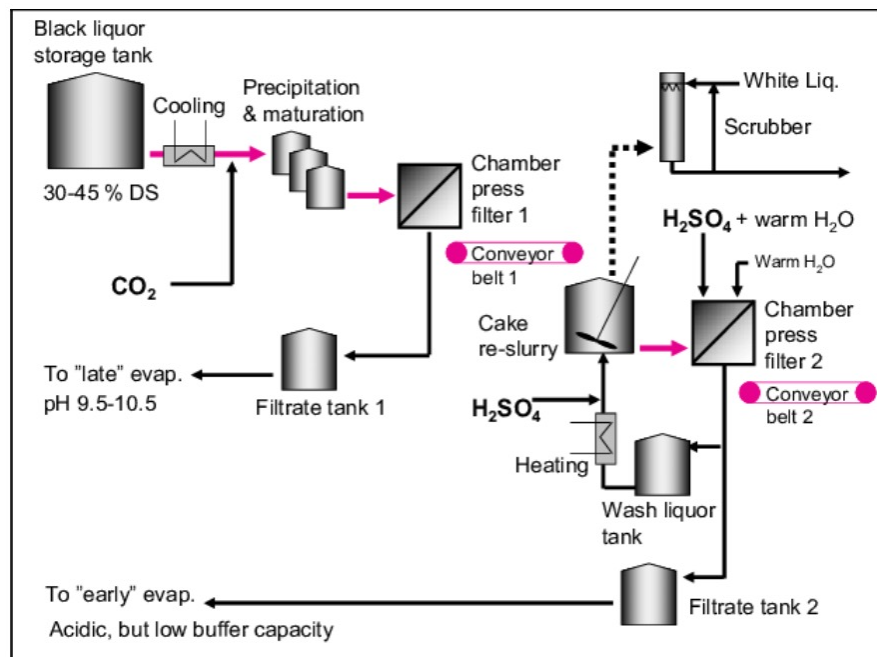 Black liquor
storage tank
Cooling
Precipitation
& maturation
30-45 % DS
CO₂
Chamber
press
filter 1
Conveyor
belt 1
White Liq.
Scrubber
H₂SO₄ + warm H₂O
Warm H₂O
Cake
re-slurry
Chamber
press
filter 2
Conveyor
belt 2
To "late" evap.
pH 9.5-10.5
Filtrate tank 1
H₂SO₄
Heating
Wash liquor
tank
To "early" evap.
Acidic, but low buffer capacity
Filtrate tank 2